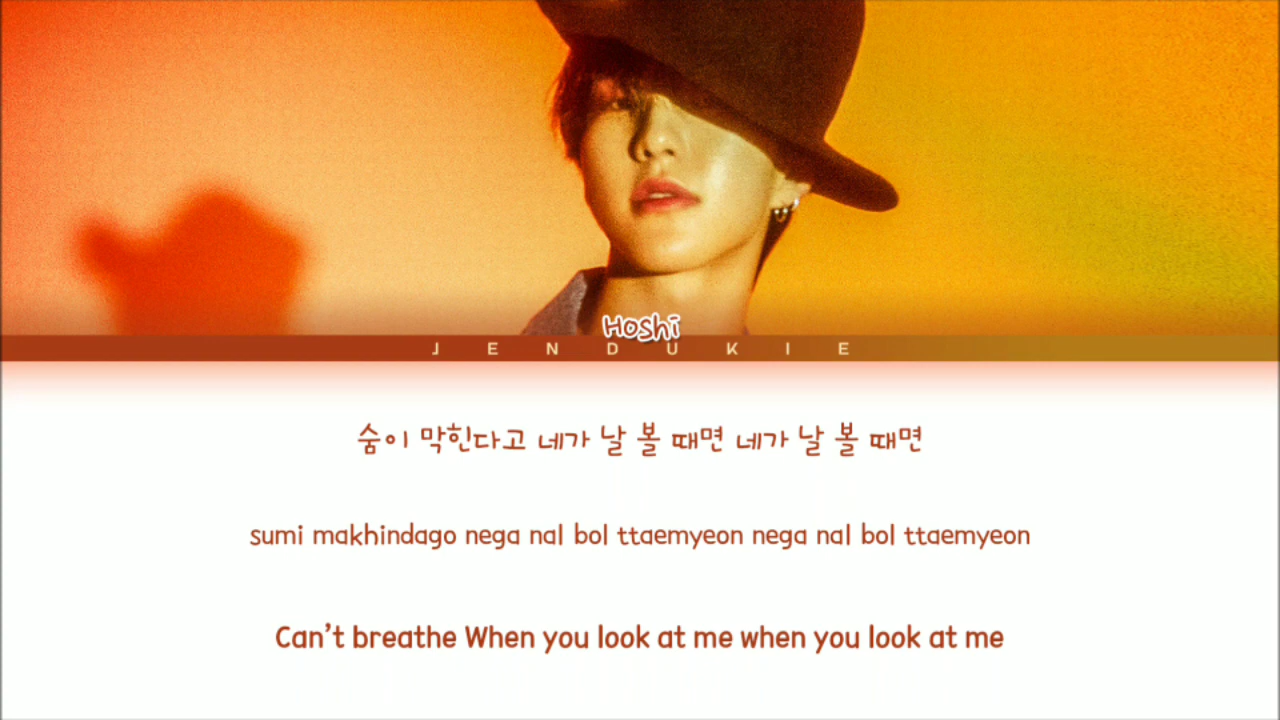 Hoshi
JENDUKIE
숨이 막힌다고 네가 날 볼 때면 네가 날 볼 때면
sumi makhindago nega nal bol ttaemyeon nega nal bol ttaemyeon
Can't breathe When you look at me when you look at me